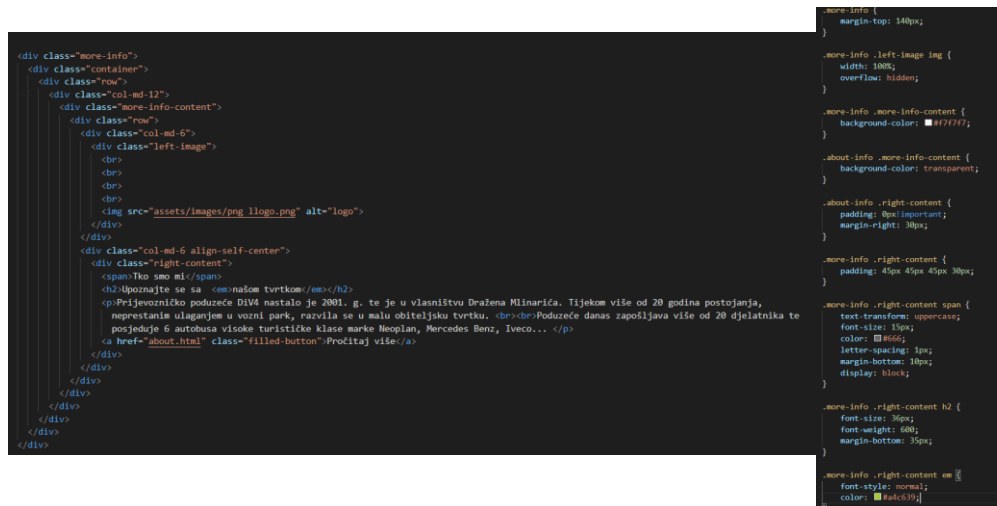 <div class="more-info">
<div class="container">
<div class="row">
<div class="col-md-12">
<div class="more-info-content">
<div class="row">
<div class="col-md-6">
<div class="left-image">
<br>
<br>
<br>
<br>
<img src="assets/images/png llogo.png" alt="logo">
</div>
</div>
<div class="col-md-6 align-self-center">
<div class="right-content">
<span>Tko smo mi</span>
<h2>Upoznajte se sa  <em>našom tvrtkom</em></h2>
<p>Prijevozničko poduzeće DiV4 nastalo je 2001. g. te je u vlasništvu Dražena Mlinarića. Tijekom više od 20 godina postojanja,
neprestanim ulaganjem u vozni park, razvila se u malu obiteljsku tvrtku. <br><br>Poduzeće danas zapošljava više od 20 djelatnika te
posjeduje 6 autobusa visoke turističke klase marke Neoplan, Mercedes Benz, Iveco... </p>
<a href="about.html" class="filled-button">Pročitaj više</a>
</div>
</div>
</div>
</div>
</div>
</div>
</div>
</div>
.more-info {
margin-top: 140px;
}
.more-info .left-image img {
width: 100%;
overflow: hidden;
}
.more-info .more-info-content {
background-color: #f7f7f7;
}
.about-info .more-info-content {
background-color: transparent;
}
.about-info .right-content {
padding: 0px!important;
margin-right: 30px;
}
.more-info .right-content {
padding: 45px 45px 45px 30px;
}
.more-info .right-content span {
text-transform: uppercase;
font-size: 15px;
color: #666;
letter-spacing: 1px;
margin-bottom: 10px;
display: block;
}
.more-info .right-content h2 {
font-size: 36px;
font-weight: 600;
margin-bottom: 35px;
}
.more-info .right-content em {
font-style: normal;
color: #a4c639;
}